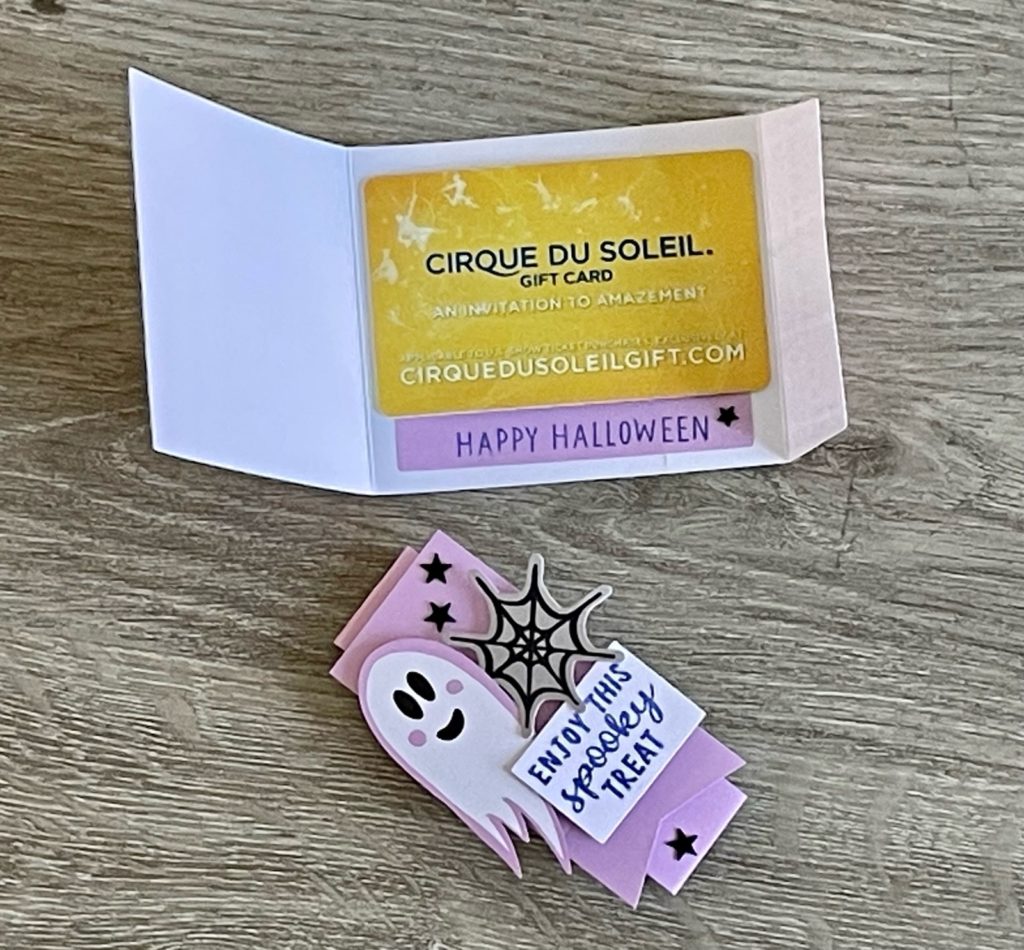 CIRQUE DU SOLEIL.
GIFT CARD
AN INVITATION TO AMAZEMENT
CIRQUEDUSOLEILGIFT.COM
HAPPY HALLOWEEN
ENJOY THIS
spooky
TREAT